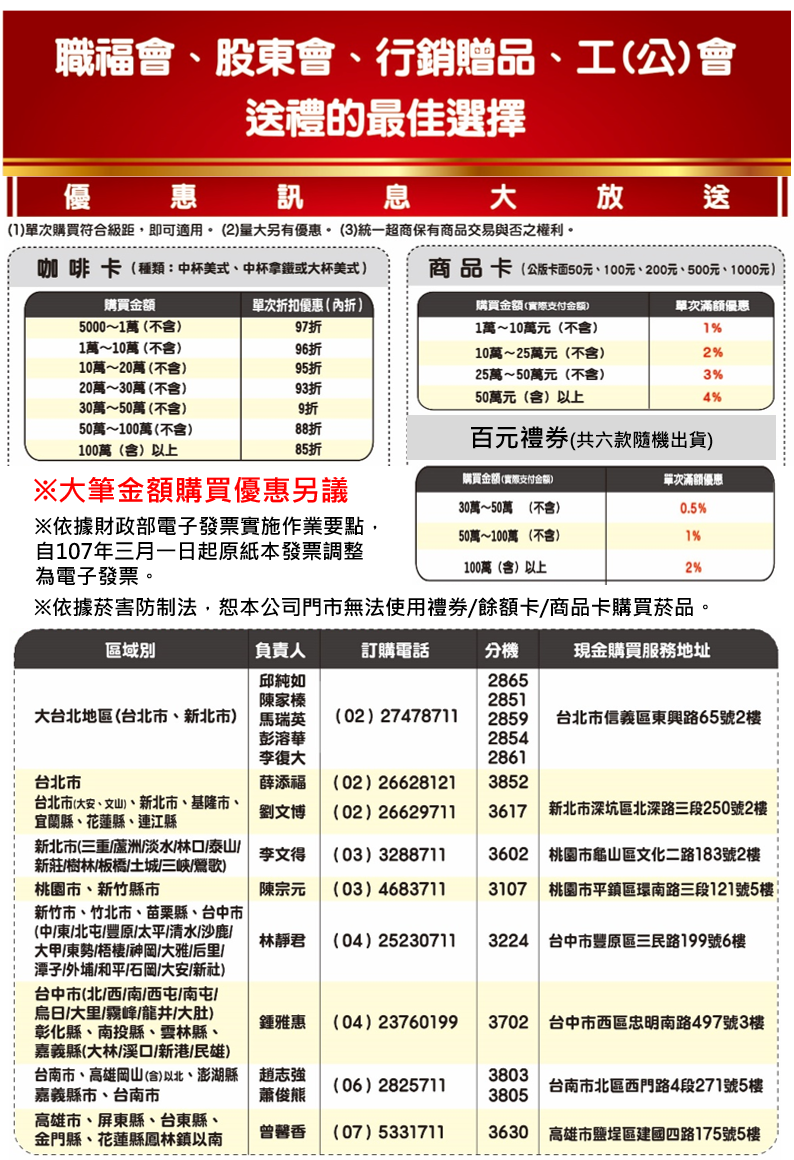 職福會、股東會、行銷贈品、工(公)會
送禮的最佳選擇
優惠訊息大放送
(1)單次購買符合級距，即可適用。 (2)量大另有優惠。 (3)統一超商保有商品交易與否之權利。
咖啡卡 (種類：中杯美式、中杯拿鐵或大杯美式)
購買金額 單次折扣優惠(內折)
5000～1萬(不含) 97折
1萬～10萬(不含) 96折
10萬～20萬(不含) 95折
20萬～30萬(不含) 93折
30萬～50萬(不含) 9折
50萬～100萬(不含) 88折
100萬(含)以上 85折
商品卡 (公版卡面50元、100元、200元、500元、1000元)
購買金額(實際支付金額) 單次滿額優惠
1萬～10萬元(不含) 1%
10萬～25萬元(不含) 2%
25萬～50萬元(不含) 3%
50萬元(含)以上 4%
百元禮券(共六款隨機出貨)
購買金額(實際支付金額) 單次滿額優惠
30萬～50萬 (不含) 0.5%
50萬～100萬 (不含) 1%
100萬(含)以上 2%
※大筆金額購買優惠另議
※依據財政部電子發票實施作業要點，
自107年三月一日起原紙本發票調整
為電子發票。
※依據菸害防制法，恕本公司門市無法使用禮券/餘額卡/商品卡購買菸品。
區域別 負責人 訂購電話 分機 現金購買服務地址
大台北地區(台北市、新北市) (02) 27478711 台北市信義區東興路65號2樓
邱純如 2865
陳家榛 2851
馬瑞英 2859
彭溶華 2854
李復大 2861
台北市 薛添福 (02) 26628121 3852
台北市(大安、文山)、新北市、基隆市、
宜蘭縣、花蓮縣、連江縣
劉文博 (02) 26629711 3617 新北市深坑區北深路三段250號2樓
新北市(三重/蘆洲/淡水/林口/泰山/
新莊/樹林/板橋/土城/三峽/鶯歌)
李文得 (03) 3288711 3602 桃園市龜山區文化二路183號2樓
桃園市、新竹縣市 陳宗元 (03) 4683711 3107 桃園市平鎮區環南路三段121號5樓
新竹市、竹北市、苗栗縣、台中市
(中/東/北屯/豐原/太平/清水/沙鹿/
大甲/東勢/梧棲/神岡/大雅/后里/
潭子/外埔/和平/石岡/大安/新社)
林靜君 (04) 25230711 3224 台中市豐原區三民路199號6樓
台中市(北/西/南/西屯/南屯/
烏日/大里/霧峰/龍井/大肚)
彰化縣、南投縣、雲林縣、
嘉義縣(大林/溪口/新港/民雄)
鍾雅惠 (04) 23760199 3702 台中市西區忠明南路497號3樓
台南市、高雄岡山(含)以北、澎湖縣
嘉義縣市、台南市
趙志強 3803
蕭俊熊 3805
(06) 2825711 台南市北區西門路4段271號5樓
高雄市、屏東縣、台東縣、
金門縣、花蓮縣鳳林鎮以南
曾馨香 (07) 5331711 3630 高雄市鹽埕區建國四路175號5樓